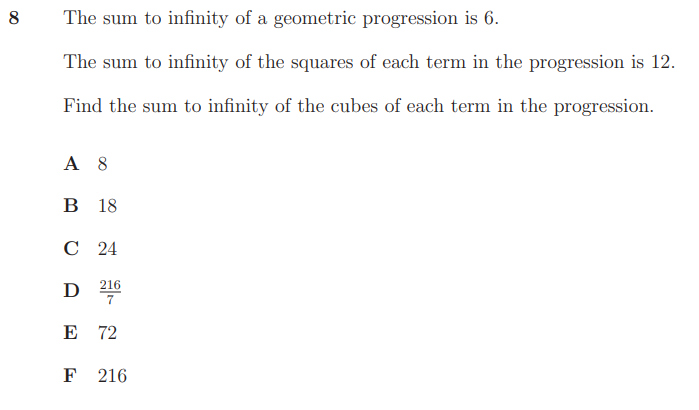 8 The sum to infinity of a geometric progression is 6.
The sum to infinity of the squares of each term in the progression is 12.
Find the sum to infinity of the cubes of each term in the progression.
A 8
B 18
C 24
D 216/7
E 72
F 216